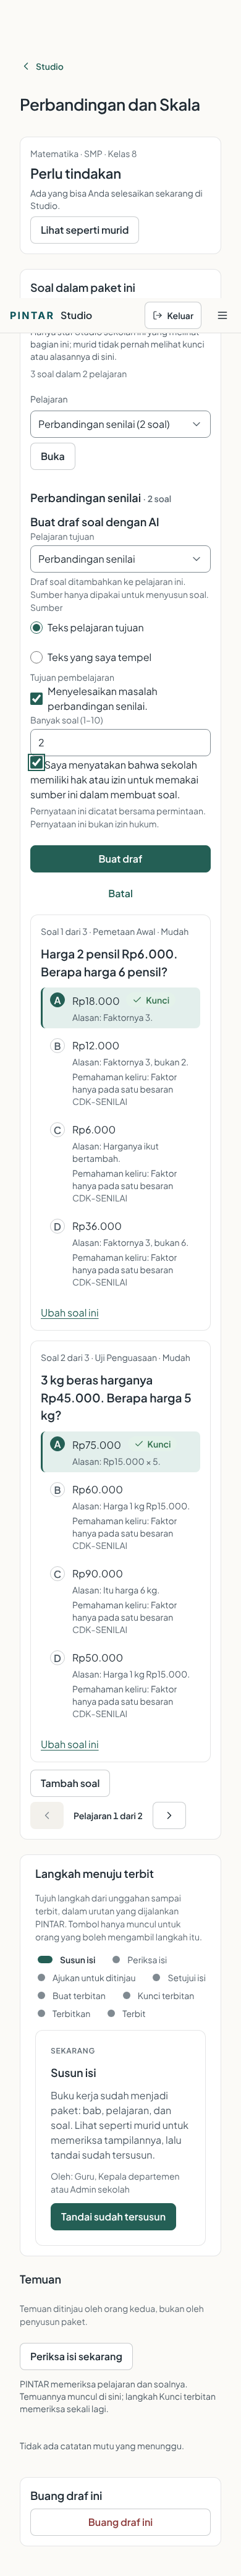 Studio
Perbandingan dan Skala
Matematika · SMP · Kelas 8
Perlu tindakan
Ada yang bisa Anda selesaikan sekarang di
Studio.
Lihat seperti murid
Soal dalam paket ini
PINTAR Studio
Keluar
bagian ini; murid tidak pernah melihat kunci
atau alasannya di sini.
3 soal dalam 2 pelajaran
Pelajaran
Perbandingan senilai (2 soal)
Buka
Perbandingan senilai · 2 soal
Buat draf soal dengan AI
Pelajaran tujuan
Perbandingan senilai
Draf soal ditambahkan ke pelajaran ini.
Sumber hanya dipakai untuk menyusun soal.
Sumber
Teks pelajaran tujuan
Teks yang saya tempel
Tujuan pembelajaran
Menyelesaikan masalah
perbandingan senilai.
Banyak soal (1–10)
2
Saya menyatakan bahwa sekolah
memiliki hak atau izin untuk memakai
sumber ini dalam membuat soal.
Pernyataan ini dicatat bersama permintaan.
Pernyataan ini bukan izin hukum.
Buat draf
Batal
Soal 1 dari 3 · Pemetaan Awal · Mudah
Harga 2 pensil Rp6.000.
Berapa harga 6 pensil?
A Rp18.000 Kunci
Alasan: Faktornya 3.
B Rp12.000
Alasan: Faktornya 3, bukan 2.
Pemahaman keliru: Faktor
hanya pada satu besaran
CDK-SENILAI
C Rp6.000
Alasan: Harganya ikut
bertambah.
Pemahaman keliru: Faktor
hanya pada satu besaran
CDK-SENILAI
D Rp36.000
Alasan: Faktornya 3, bukan 6.
Pemahaman keliru: Faktor
hanya pada satu besaran
CDK-SENILAI
Ubah soal ini
Soal 2 dari 3 · Uji Penguasaan · Mudah
3 kg beras harganya
Rp45.000. Berapa harga 5
kg?
A Rp75.000 Kunci
Alasan: Rp15.000 × 5.
B Rp60.000
Alasan: Harga 1 kg Rp15.000.
Pemahaman keliru: Faktor
hanya pada satu besaran
CDK-SENILAI
C Rp90.000
Alasan: Itu harga 6 kg.
Pemahaman keliru: Faktor
hanya pada satu besaran
CDK-SENILAI
D Rp50.000
Alasan: Harga 1 kg Rp15.000.
Pemahaman keliru: Faktor
hanya pada satu besaran
CDK-SENILAI
Ubah soal ini
Tambah soal
Pelajaran 1 dari 2
Langkah menuju terbit
Tujuh langkah dari unggahan sampai
terbit, dalam urutan yang dijalankan
PINTAR. Tombol hanya muncul untuk
orang yang boleh mengambil langkah itu.
Susun isi Periksa isi
Ajukan untuk ditinjau Setujui isi
Buat terbitan Kunci terbitan
Terbitkan Terbit
SEKARANG
Susun isi
Buku kerja sudah menjadi
paket: bab, pelajaran, dan
soal. Lihat seperti murid untuk
memeriksa tampilannya, lalu
tandai sudah tersusun.
Oleh: Guru, Kepala departemen
atau Admin sekolah
Tandai sudah tersusun
Temuan
Temuan ditinjau oleh orang kedua, bukan oleh
penyusun paket.
Periksa isi sekarang
PINTAR memeriksa pelajaran dan soalnya.
Temuannya muncul di sini; langkah Kunci terbitan
memeriksa sekali lagi.
Tidak ada catatan mutu yang menunggu.
Buang draf ini
Buang draf ini